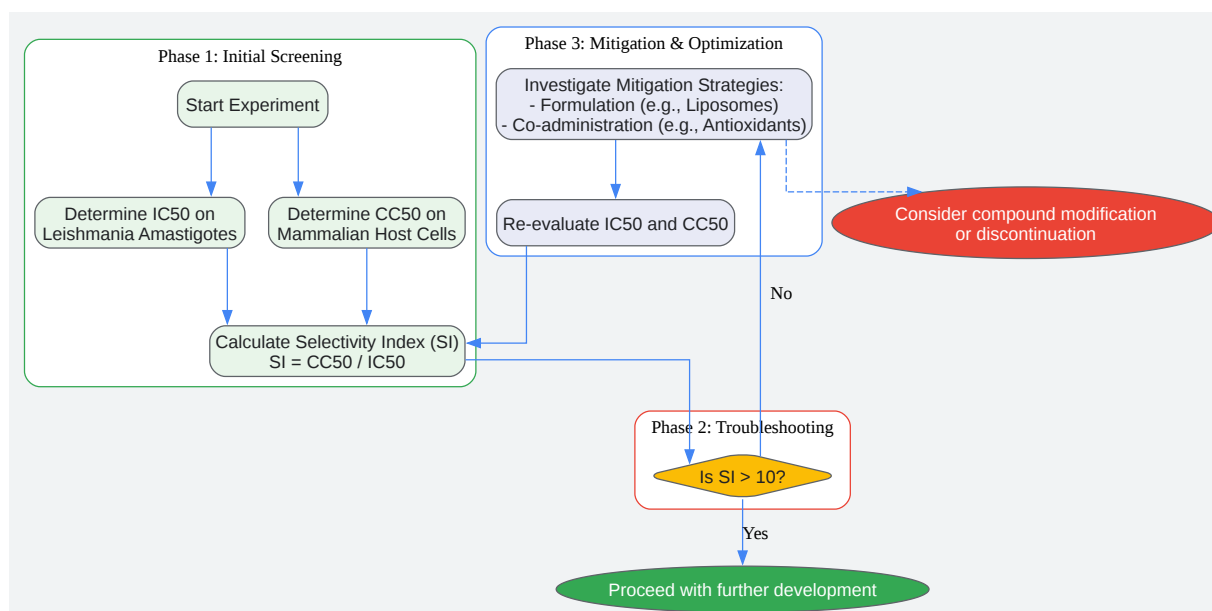 Phase 1: Initial Screening
Start Experiment
Determine IC50 on
Leishmania Amastigotes
Determine CC50 on
Mammalian Host Cells
Calculate Selectivity Index (SI)
SI = CC50 / IC50
Phase 3: Mitigation & Optimization
Investigate Mitigation Strategies:
- Formulation (e.g., Liposomes)
- Co-administration (e.g., Antioxidants)
Re-evaluate IC50 and CC50
Consider compound modification
or discontinuation
No
Phase 2: Troubleshooting
Is SI > 10?
Yes
Proceed with further development